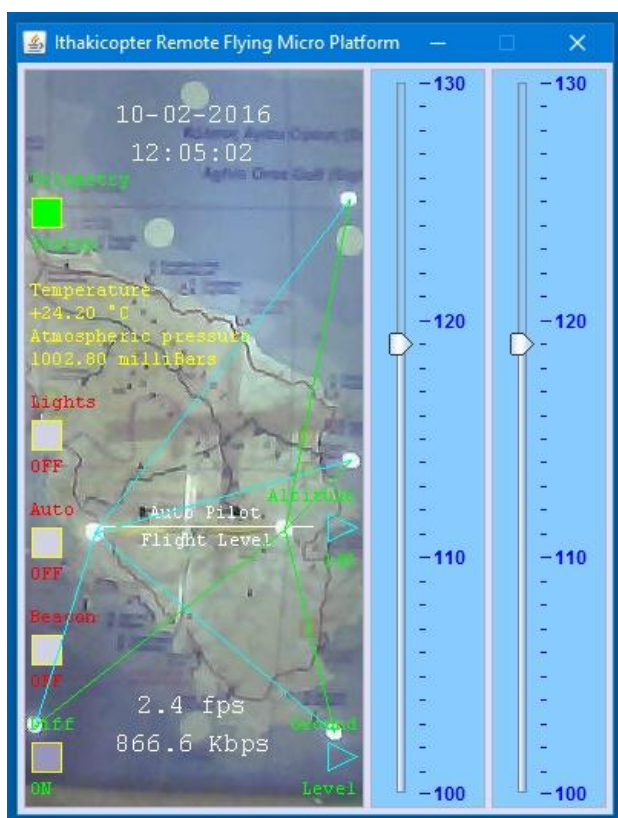 Ithakicopter Remote Flying Micro Platform
10-02-2016
12:05:02
Telemetry
Temperature
+24.20 °C
Atmospheric pressure
1002.80 milliBars
Lights
OFF
Auto
OFF
Auto Pilot
Flight Level
Altitude
Beacon
OFF
2.4 fps
866.6 Kbps
Diff
ON
Ground
Level
130
120
110
100
130
120
110
100